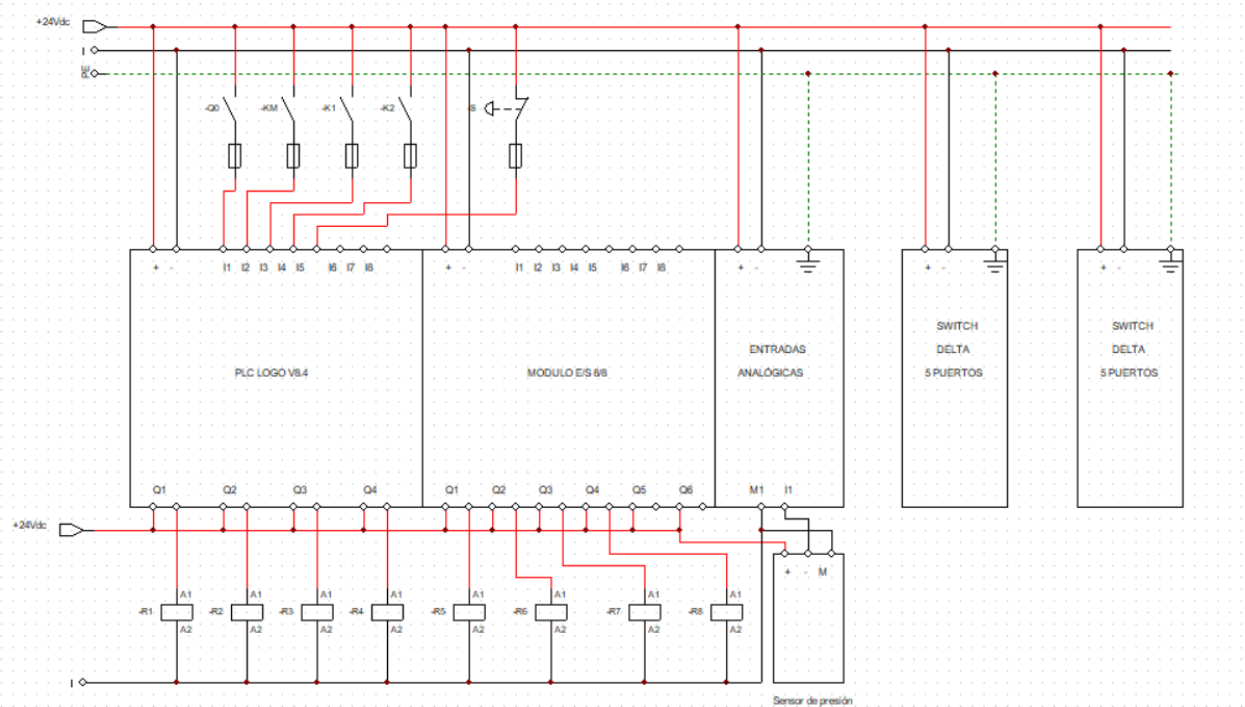 +24Vdc
I
PE
-Q0 -KM -K1 -K2 -S
+ - I1 I2 I3 I4 I5 I6 I7 I8 + - I1 I2 I3 I4 I5 I6 I7 I8 + - + - + -
SWITCH SWITCH
ENTRADAS DELTA DELTA
PLC LOGO V8.4 MODULO E/S 8/8 ANALÓGICAS 5 PUERTOS 5 PUERTOS
Q1 Q2 Q3 Q4 Q1 Q2 Q3 Q4 Q5 Q6 M1 I1
+24Vdc
+ - M
A1 A1 A1 A1 A1 A1 A1 A1
-R1 -R2 -R3 -R4 -R5 -R6 -R7 -R8
A2 A2 A2 A2 A2 A2 A2 A2
I
Sensor de presión